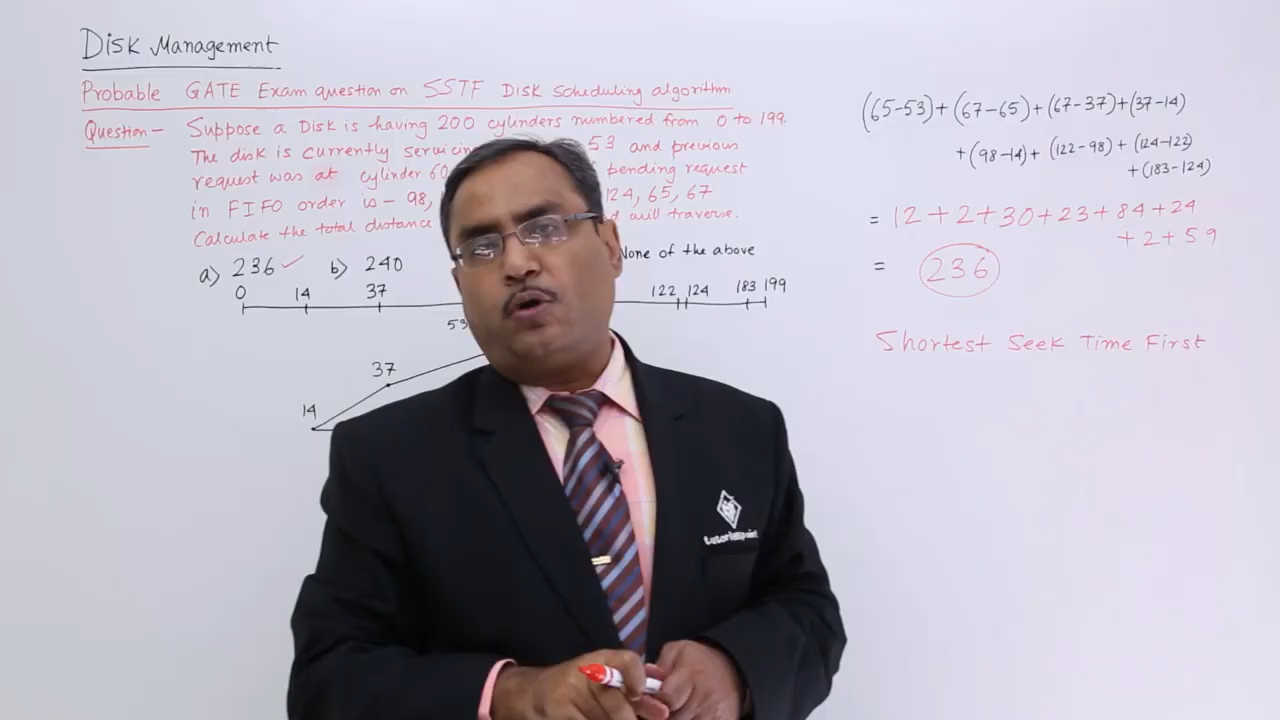 Disk Management
Probable GATE Exam question on SSTF Disk Scheduling algorithm
Question - Suppose a Disk is having 200 cylinders numbered from 0 to 199.
The disk is currently servicing 53 and previous
request was at cylinder 60 pending request
in FIFO order is - 98, 124, 65, 67
Calculate the total distance will traverse.
a) 236 ✓ b) 240 None of the above
0 14 37 122 124 183 199
53
37
14
(65-53)+(67-65)+(67-37)+(37-14)
+(98-14)+(122-98)+(124-122)
+(183-124)
= 12+2+30+23+84+24
+2+59
= 236
Shortest Seek Time First
tutorialspoint